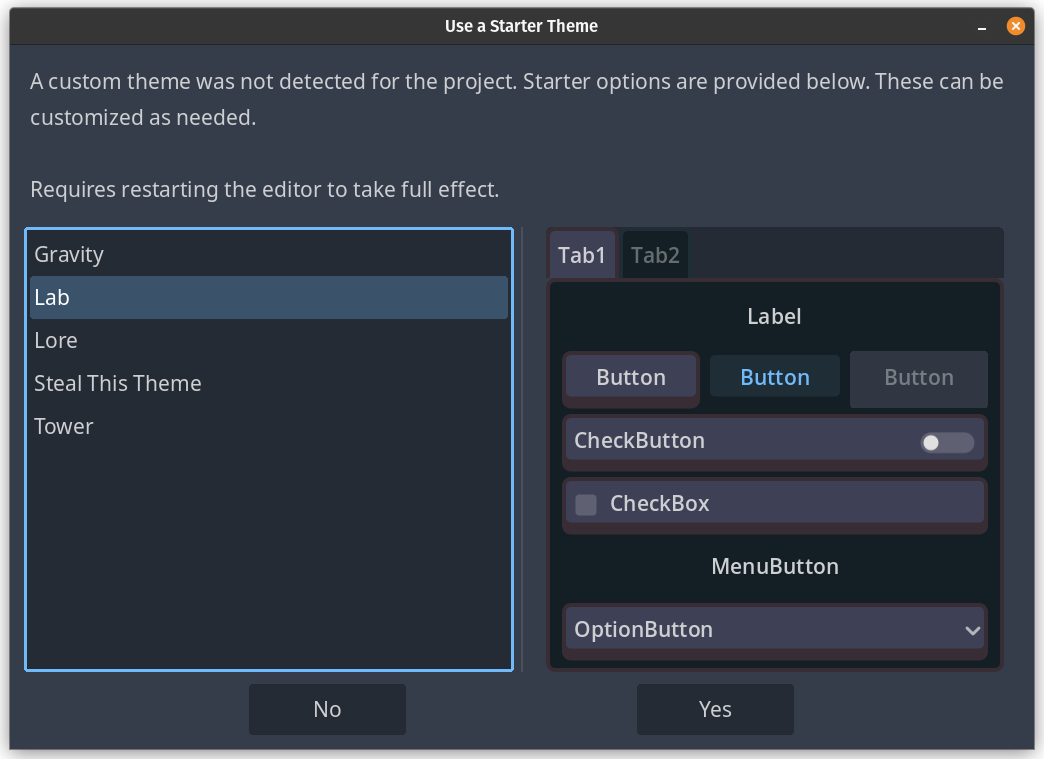 Use a Starter Theme
A custom theme was not detected for the project. Starter options are provided below. These can be
customized as needed.
Requires restarting the editor to take full effect.
Gravity
Lab
Lore
Steal This Theme
Tower
Tab1 Tab2
Label
Button Button Button
CheckButton
CheckBox
MenuButton
OptionButton
No Yes